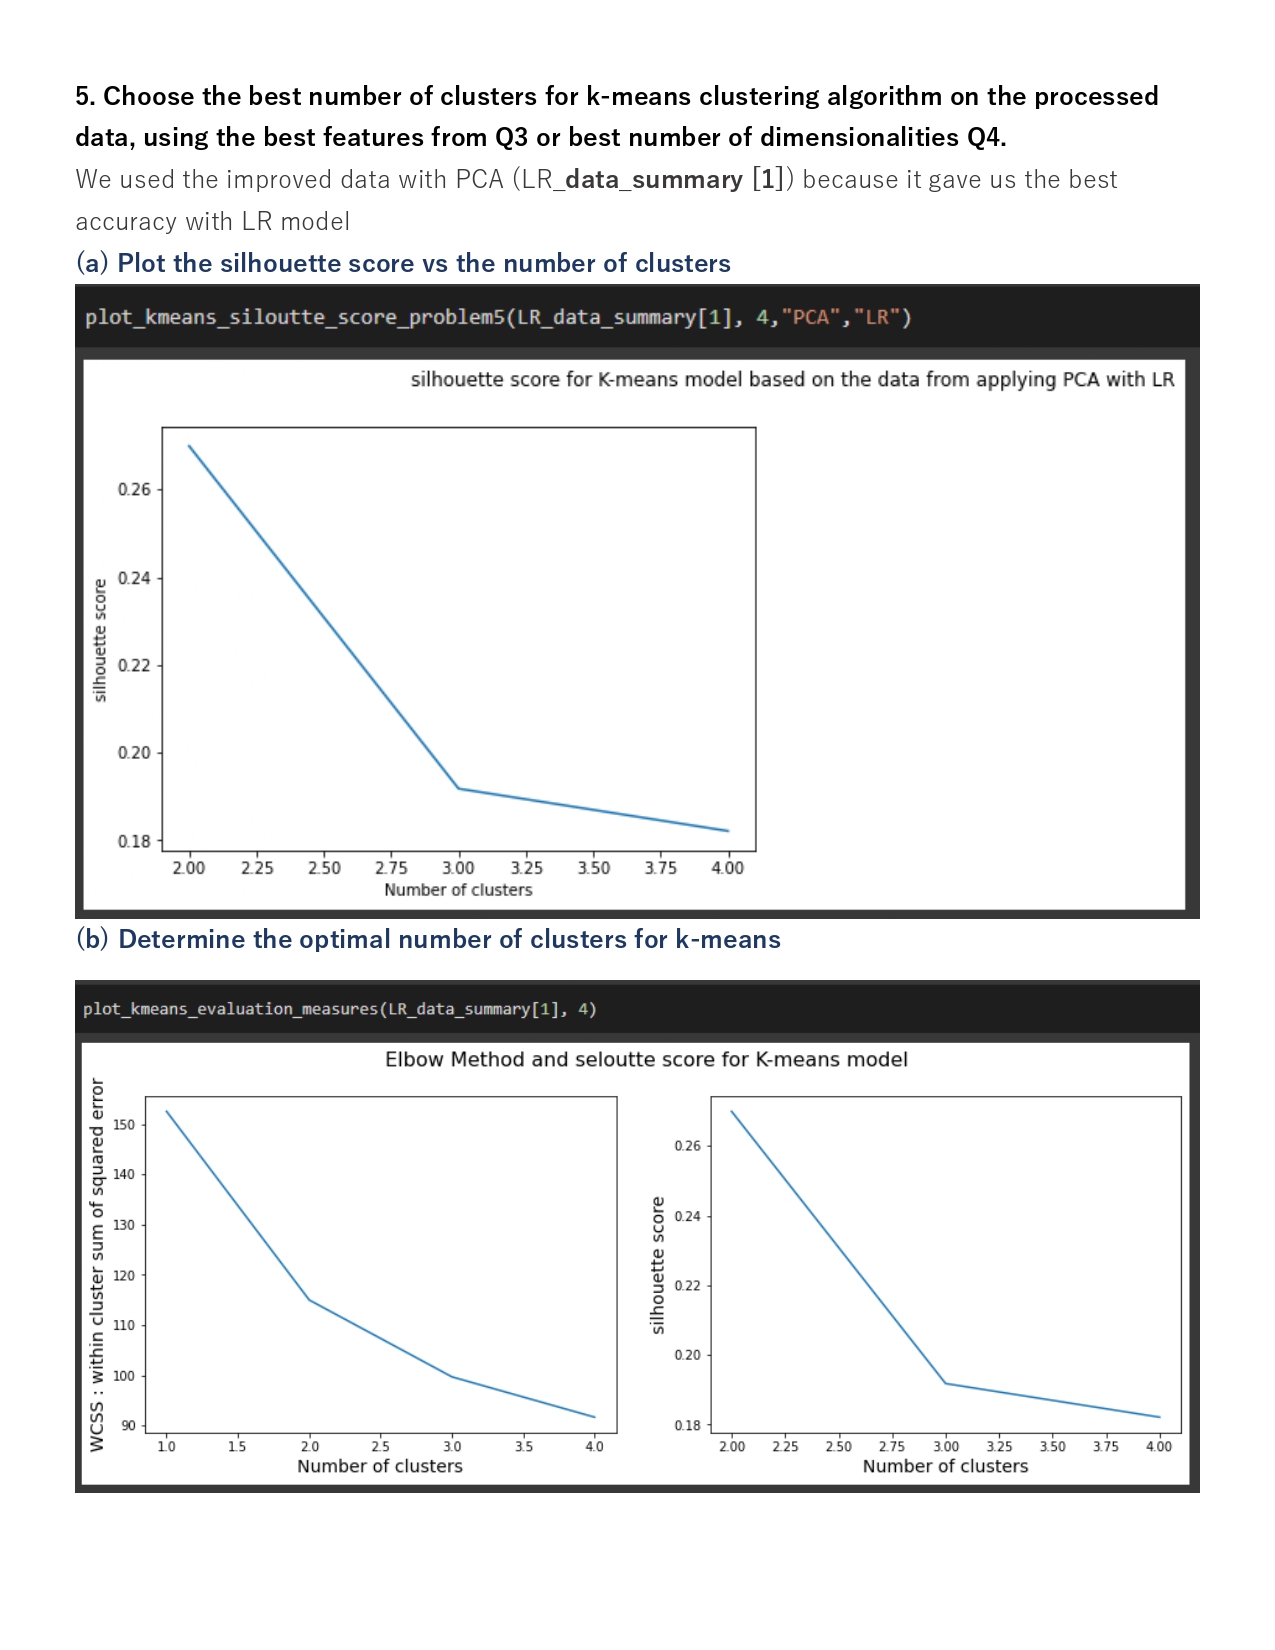 5. Choose the best number of clusters for k-means clustering algorithm on the processed
data, using the best features from Q3 or best number of dimensionalities Q4.
We used the improved data with PCA (LR_data_summary [1]) because it gave us the best
accuracy with LR model
(a) Plot the silhouette score vs the number of clusters
plot_kmeans_siloutte_score_problem5(LR_data_summary[1], 4,"PCA","LR")
silhouette score for K-means model based on the data from applying PCA with LR
silhouette score
0.26
0.24
0.22
0.20
0.18
2.00 2.25 2.50 2.75 3.00 3.25 3.50 3.75 4.00
Number of clusters
(b) Determine the optimal number of clusters for k-means
plot_kmeans_evaluation_measures(LR_data_summary[1], 4)
Elbow Method and seloutte score for K-means model
WCSS : within cluster sum of squared error
150
140
130
120
110
100
90
1.0 1.5 2.0 2.5 3.0 3.5 4.0
Number of clusters
silhouette score
0.26
0.24
0.22
0.20
0.18
2.00 2.25 2.50 2.75 3.00 3.25 3.50 3.75 4.00
Number of clusters